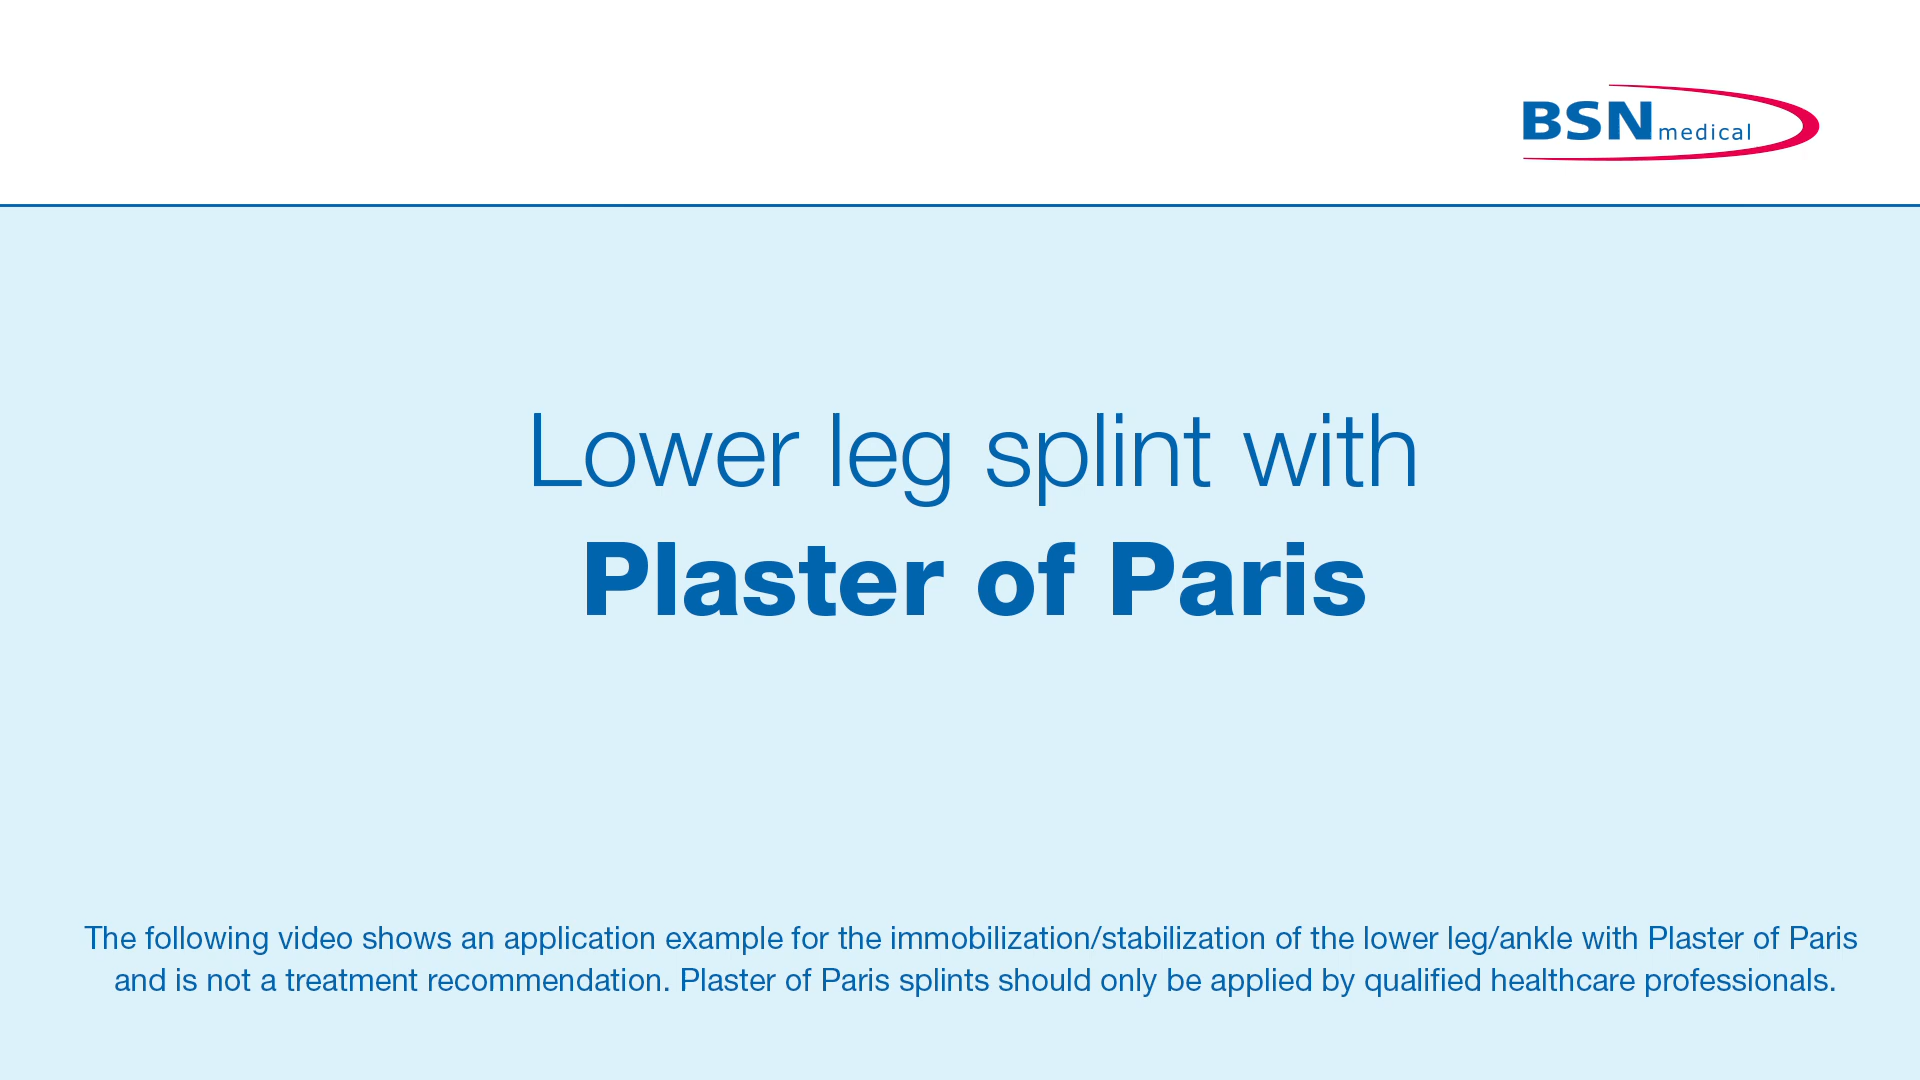 BSN medical
Lower leg splint with
Plaster of Paris
The following video shows an application example for the immobilization/stabilization of the lower leg/ankle with Plaster of Paris
and is not a treatment recommendation. Plaster of Paris splints should only be applied by qualified healthcare professionals.